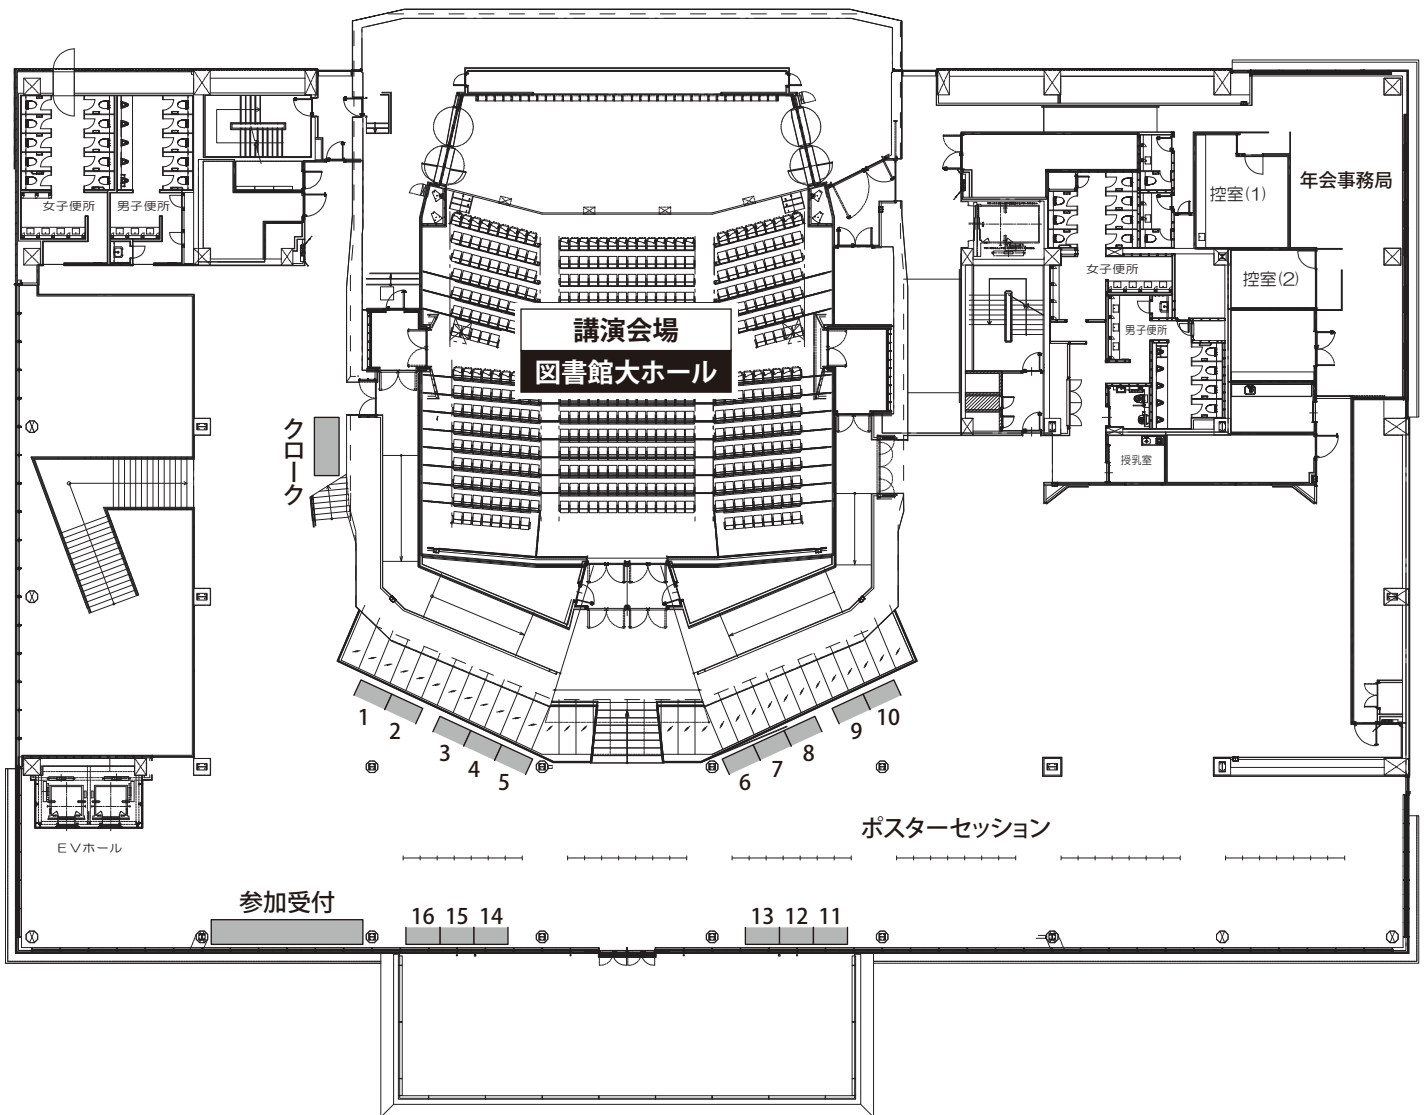 女子便所
男子便所
控室(1)
年会事務局
女子便所
控室(2)
講演会場
図書館大ホール
男子便所
クローク
授乳室
1
2
3
4
5
6
7
8
9
10
ポスターセッション
EVホール
参加受付
16
15
14
13
12
11